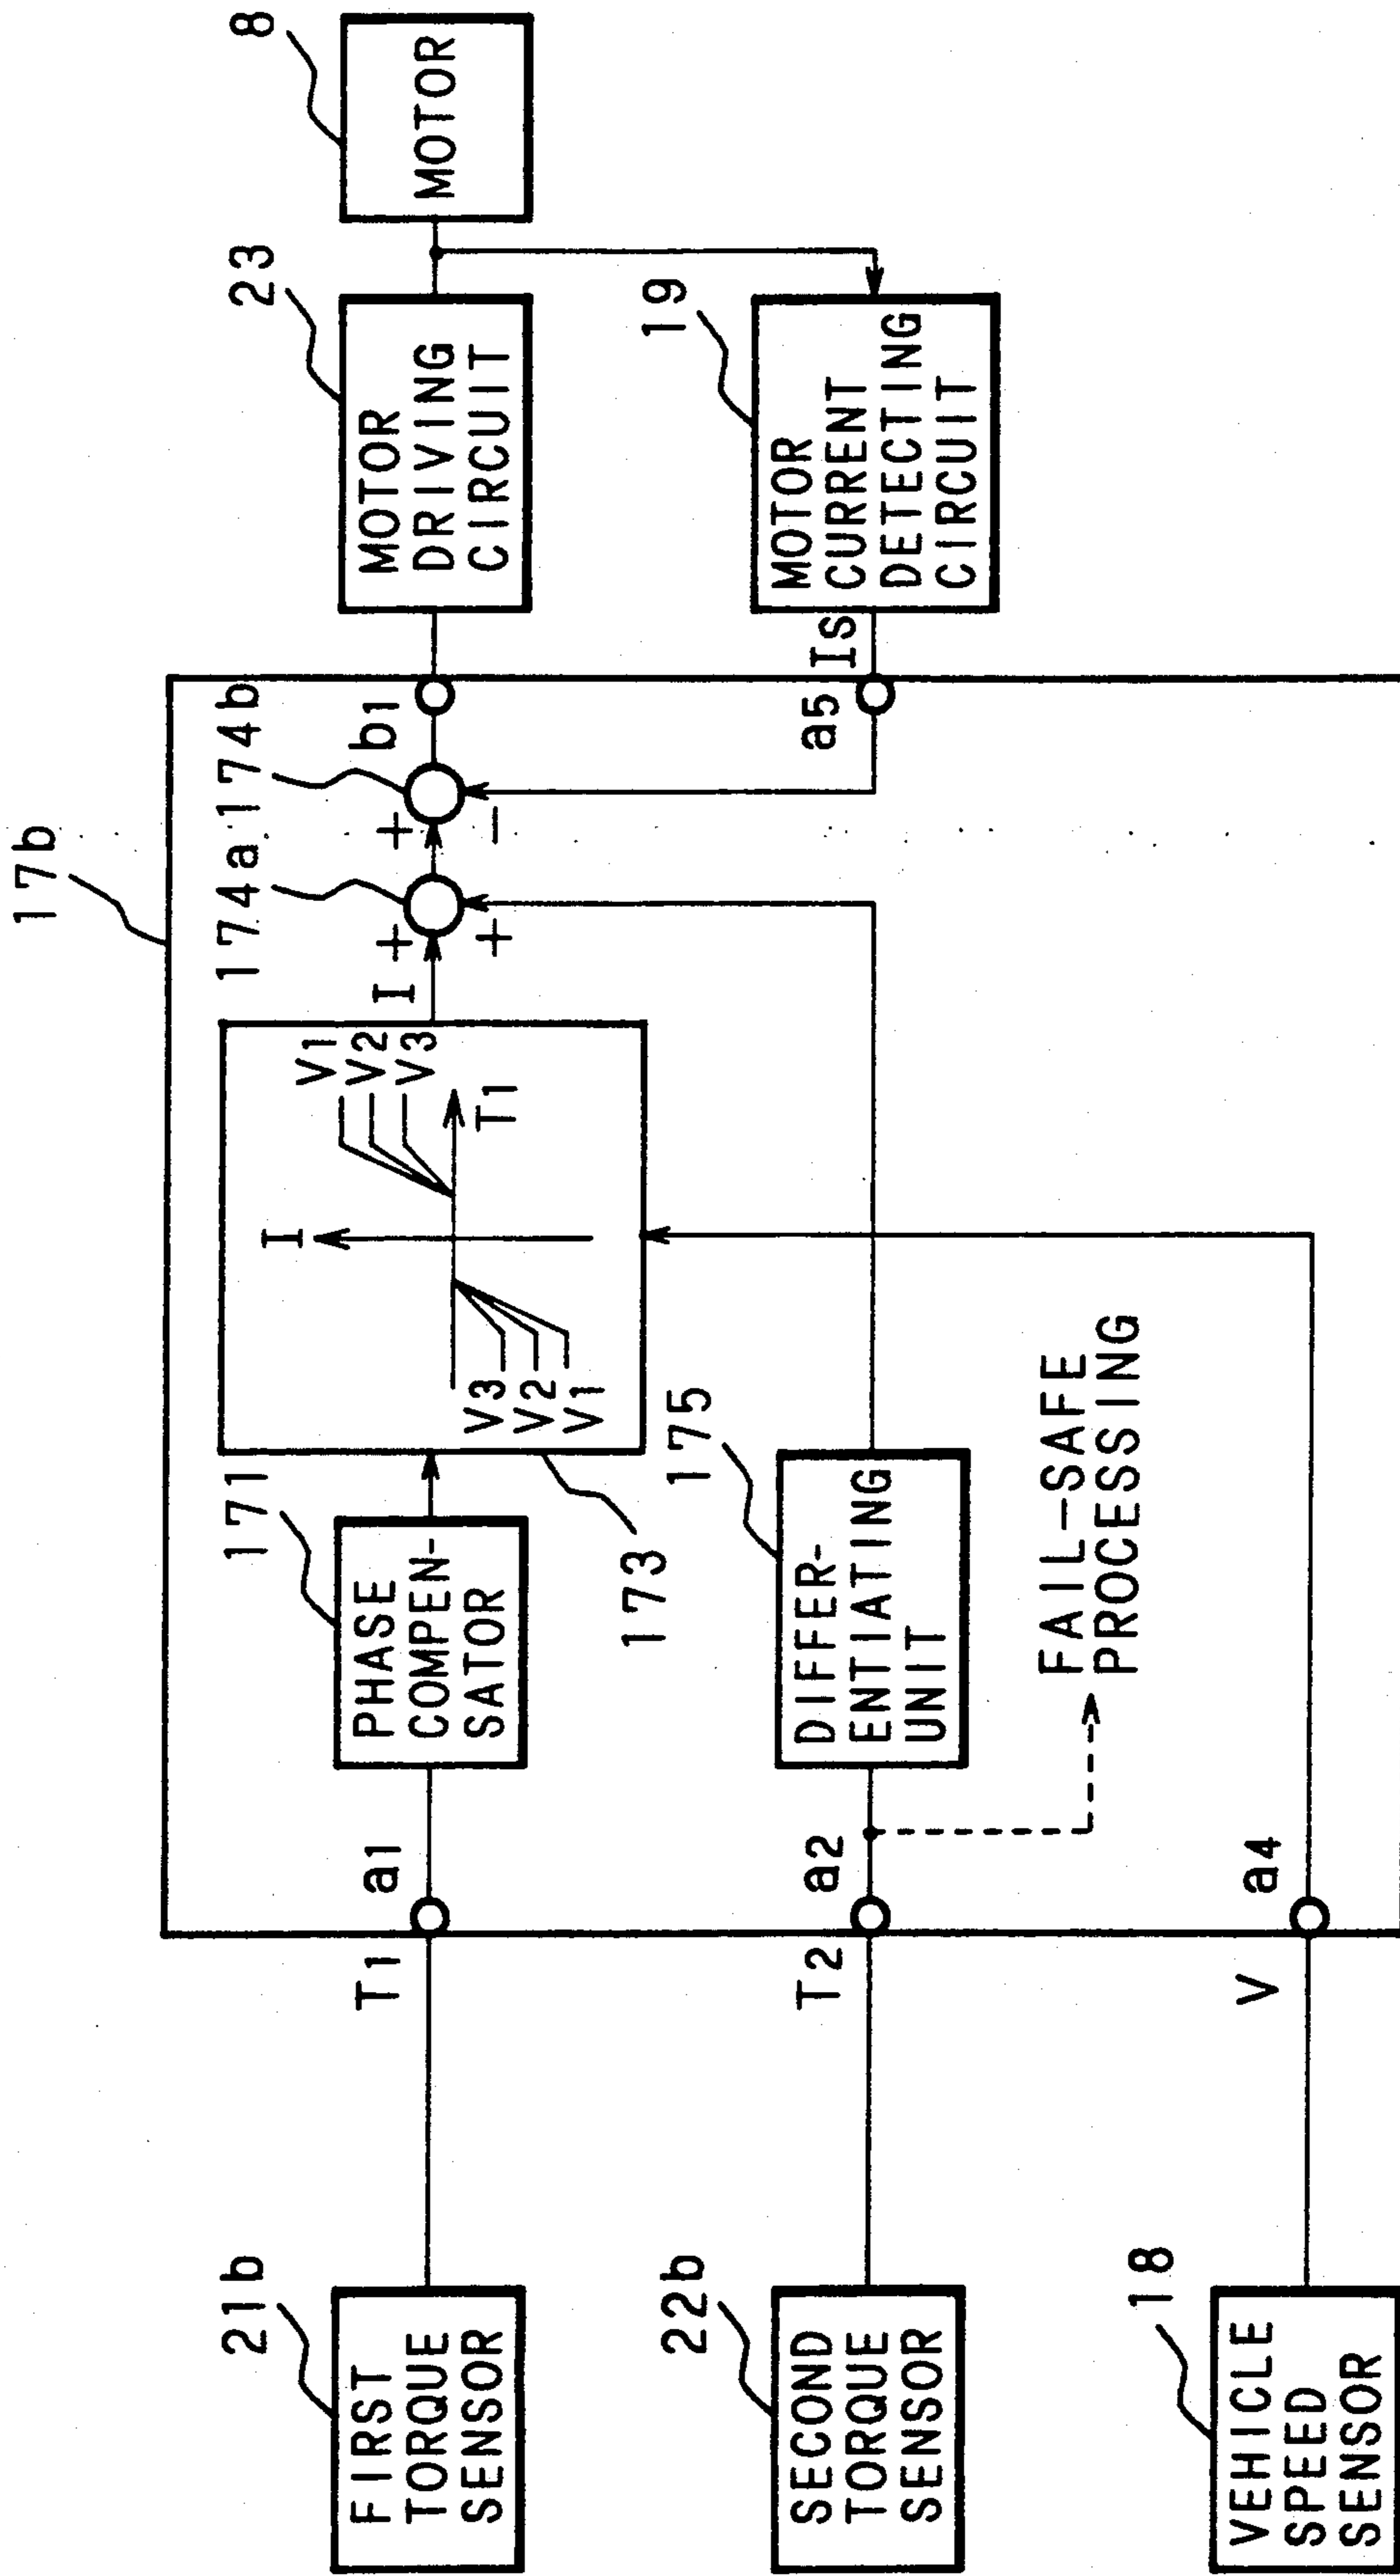 17b
21b
FIRST
TORQUE
SENSOR
T1
a1
171
PHASE
COMPEN-
SATOR
173
I
T1
V1
V2
V3
V3
V2
V1
I
+
+
174a
+
-
174b
b1
23
MOTOR
DRIVING
CIRCUIT
8
MOTOR
22b
SECOND
TORQUE
SENSOR
T2
a2
175
DIFFER-
ENTIATING
UNIT
FAIL-SAFE
PROCESSING
a5
Is
19
MOTOR
CURRENT
DETECTING
CIRCUIT
18
VEHICLE
SPEED
SENSOR
V
a4